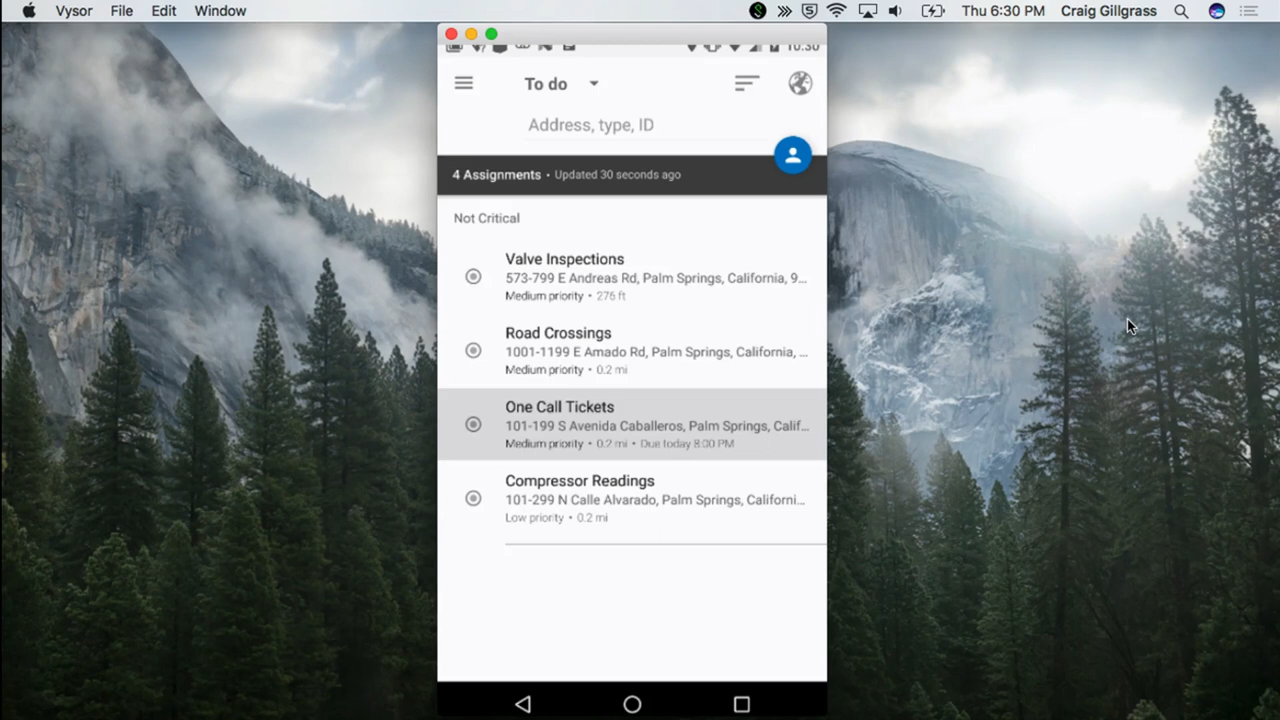 Vysor File Edit Window Thu 6:30 PM Craig Gillgrass
10:30
To do
Address, type, ID
4 Assignments • Updated 30 seconds ago
Not Critical
Valve Inspections
573-799 E Andreas Rd, Palm Springs, California, 9...
Medium priority • 276 ft
Road Crossings
1001-1199 E Amado Rd, Palm Springs, California, ...
Medium priority • 0.2 mi
One Call Tickets
101-199 S Avenida Caballeros, Palm Springs, Calif...
Medium priority • 0.2 mi • Due today 8:00 PM
Compressor Readings
101-299 N Calle Alvarado, Palm Springs, Californi...
Low priority • 0.2 mi